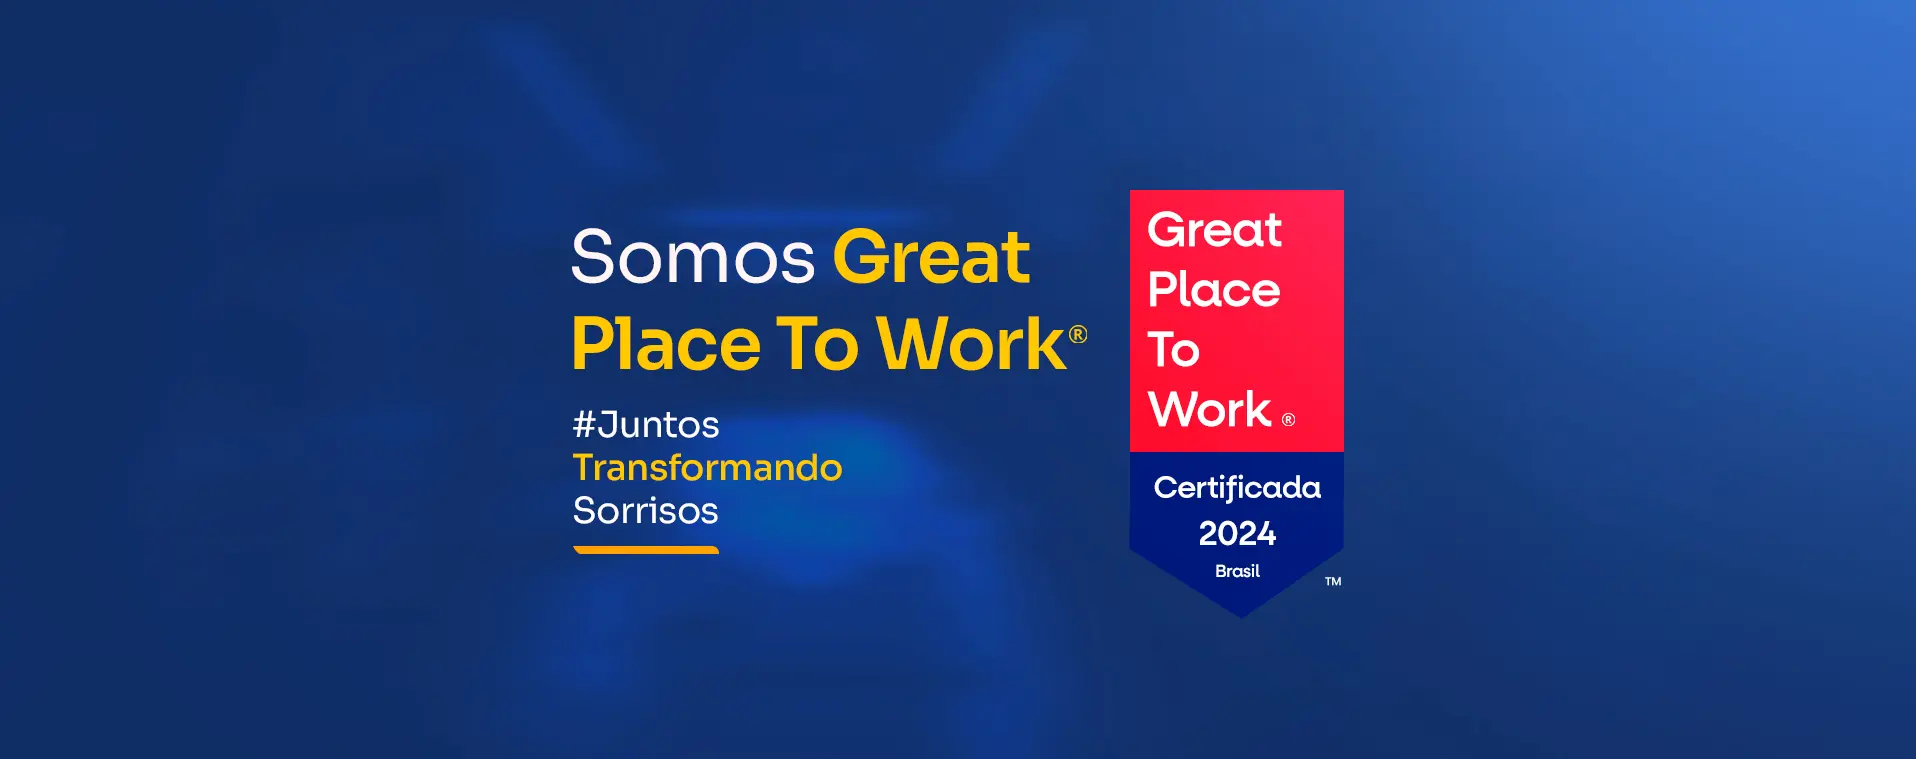 Somos Great
Place To Work®
#Juntos
Transformando
Sorrisos
Great
Place
To
Work ®
Certificada
2024
Brasil
TM